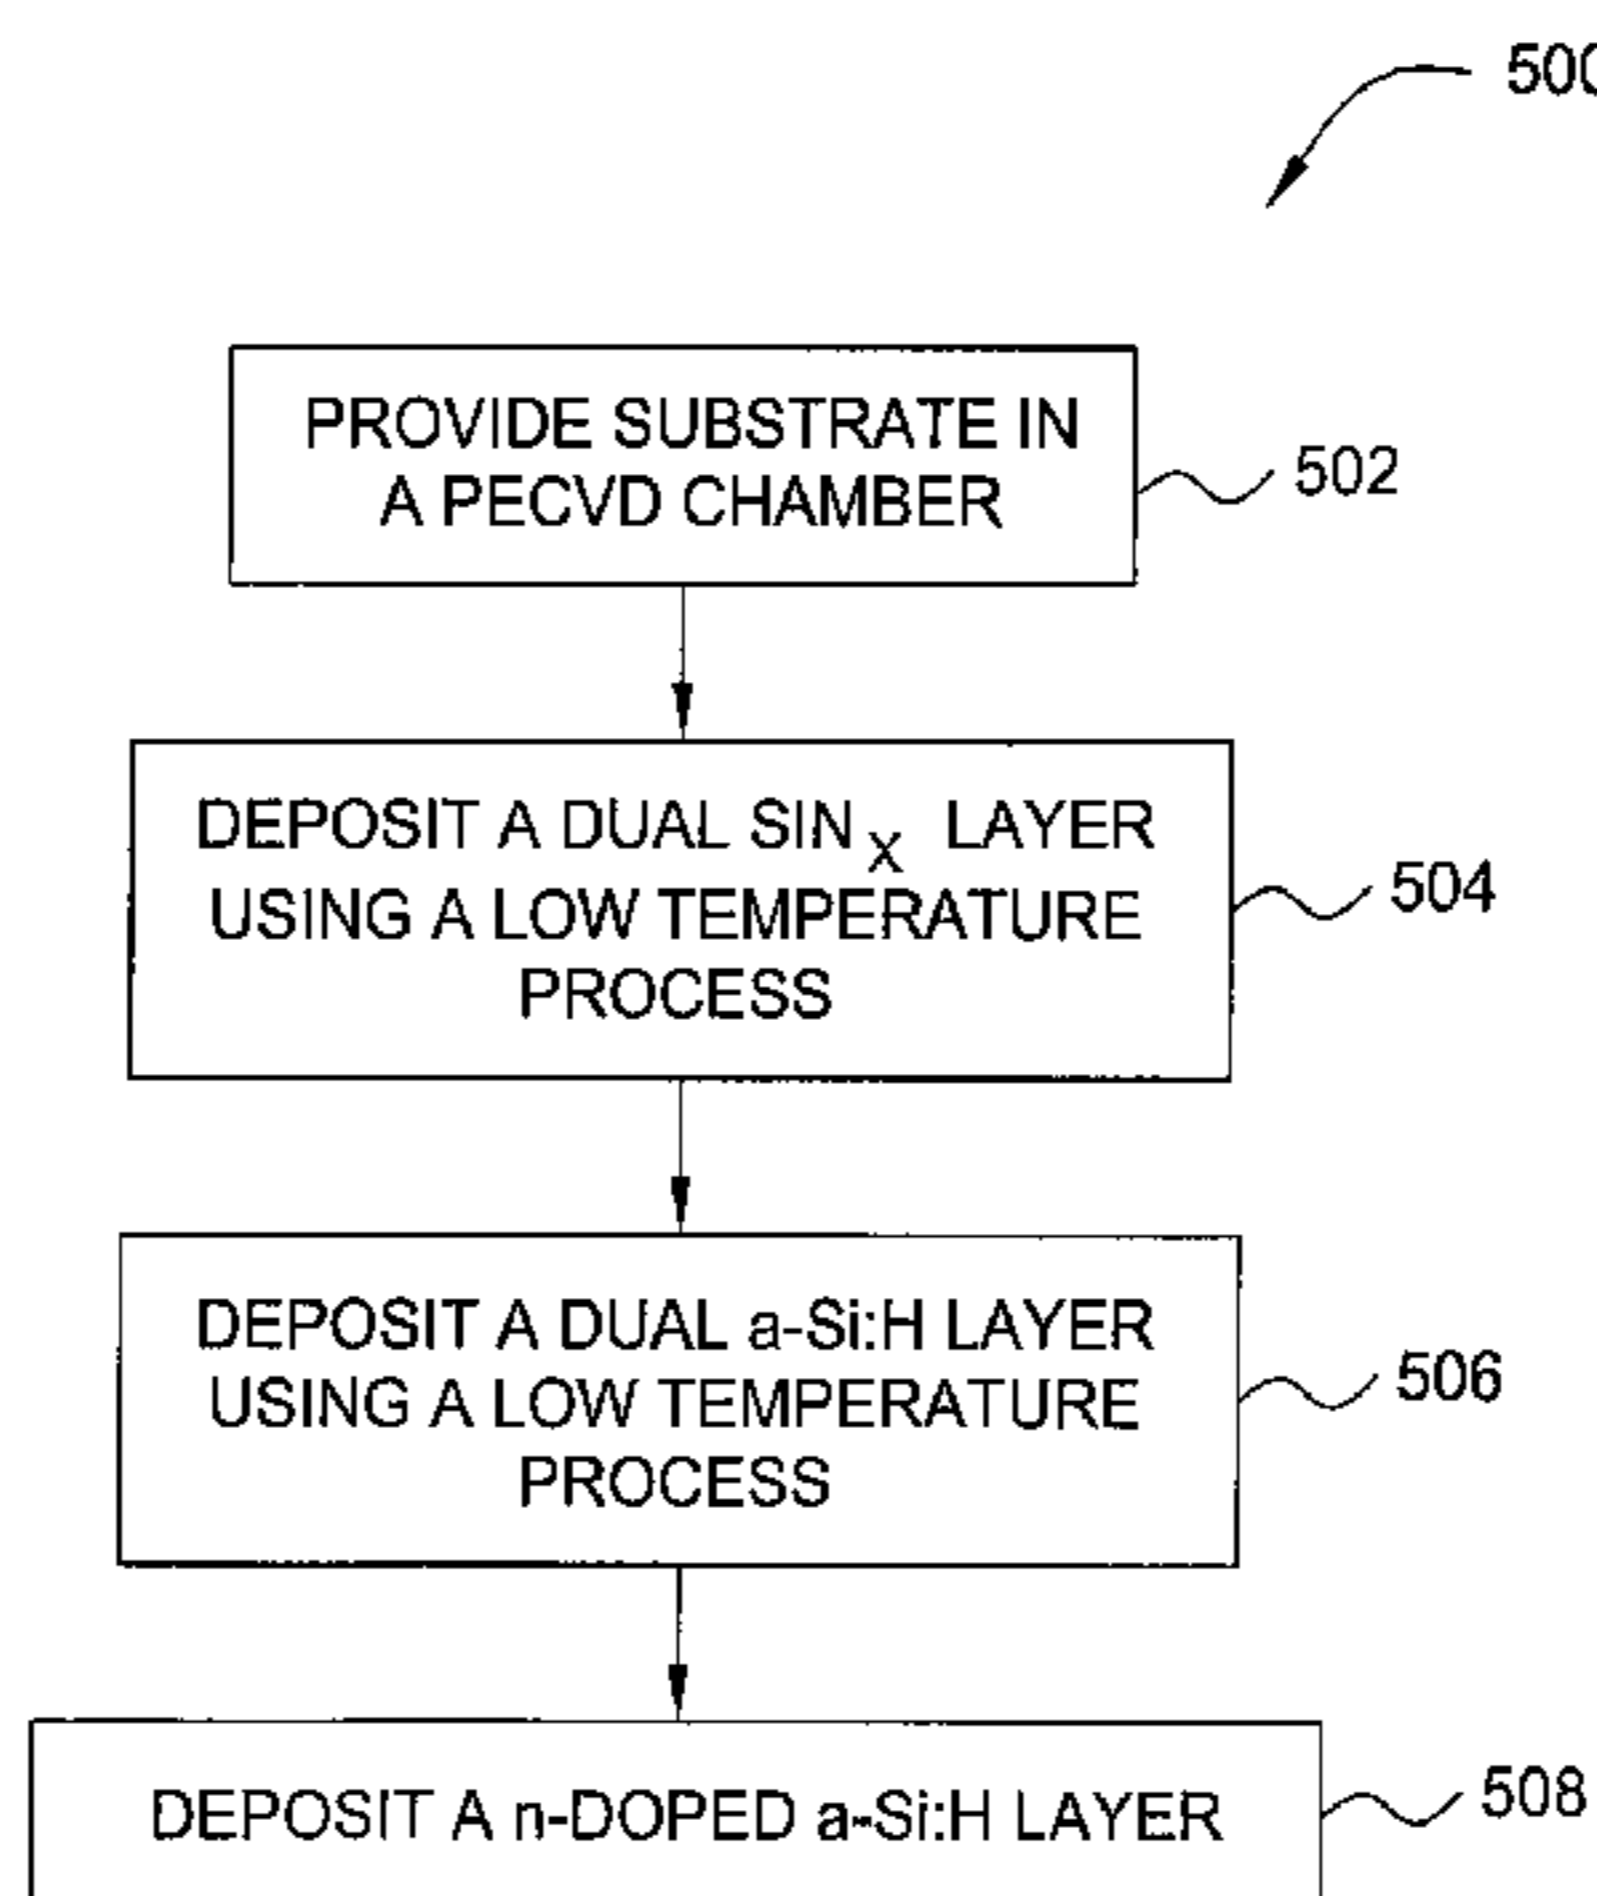 500
PROVIDE SUBSTRATE IN
A PECVD CHAMBER
502
DEPOSIT A DUAL SINX LAYER
USING A LOW TEMPERATURE
PROCESS
504
DEPOSIT A DUAL a-Si:H LAYER
USING A LOW TEMPERATURE
PROCESS
506
DEPOSIT A n-DOPED a-Si:H LAYER
508